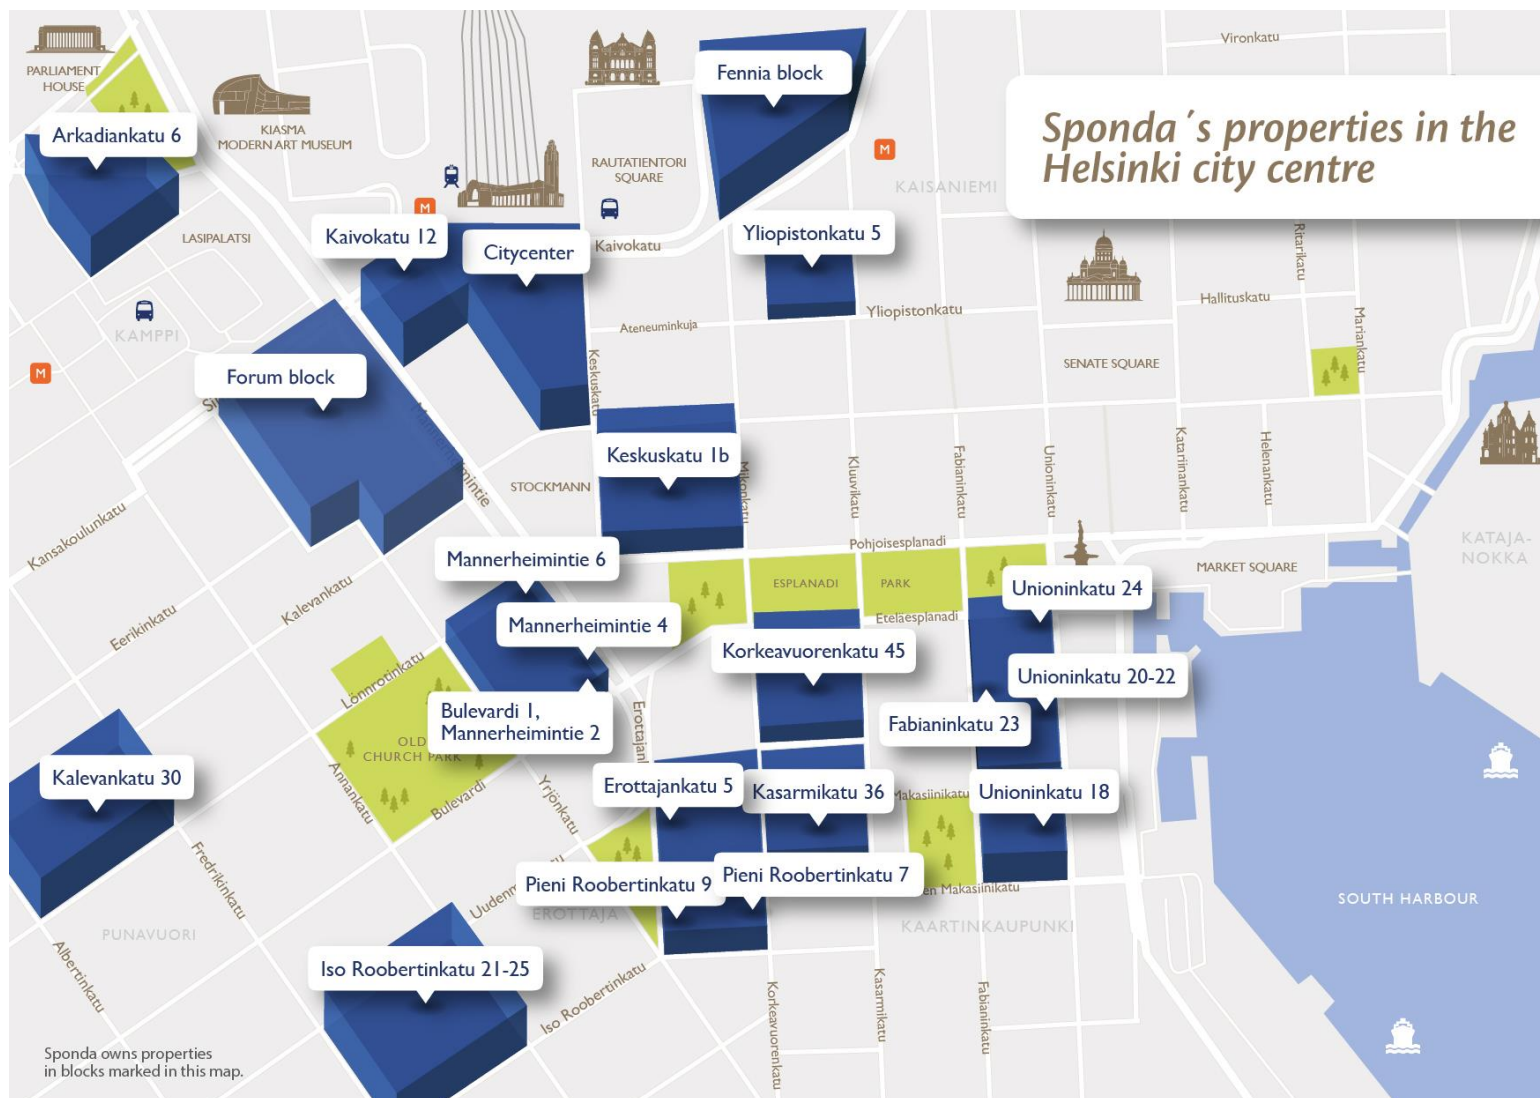 Sponda´s properties in the
Helsinki city centre
Vironkatu
PARLIAMENT
HOUSE
KIASMA
MODERN ART MUSEUM
Fennia block
Arkadiankatu 6
M
RAUTATIENTORI
SQUARE
KAISANIEMI
M
LASIPALATSI
Kaivokatu 12
Citycenter
Kaivokatu
Yliopistonkatu 5
Ritarikatu
Hallituskatu
Mariankatu
KAMPPI
Ateneuminkuja
Yliopistonkatu
M
Forum block
Keskuskatu
SENATE SQUARE
Mannerheimintie
STOCKMANN
Keskuskatu 1b
Mikonkatu
Kluuvikatu
Fabianinkatu
Unioninkatu
Katariinankatu
Helenankatu
Kansakoulunkatu
Pohjoisesplanadi
KATAJA-
NOKKA
MARKET SQUARE
Mannerheimintie 6
ESPLANADI
PARK
Unioninkatu 24
Eerikinkatu
Kalevankatu
Mannerheimintie 4
Eteläesplanadi
Korkeavuorenkatu 45
Unioninkatu 20-22
Lönnrotinkatu
Bulevardi 1,
Mannerheimintie 2
Fabianinkatu 23
OLD
CHURCH PARK
Kalevankatu 30
Annankatu
Bulevardi
Yrjönkatu
Erottajankatu 5
Kasarmikatu 36
Makasiinikatu
Unioninkatu 18
Fredrikinkatu
Pieni Roobertinkatu 9
Pieni Roobertinkatu 7
EROTTAJA
KAARTINKAUPUNKI
SOUTH HARBOUR
PUNAVUORI
Albertinkatu
Iso Roobertinkatu 21-25
Iso Roobertinkatu
Korkeavuorenkatu
Kasarmikatu
Fabianinkatu
Sponda owns properties
in blocks marked in this map.